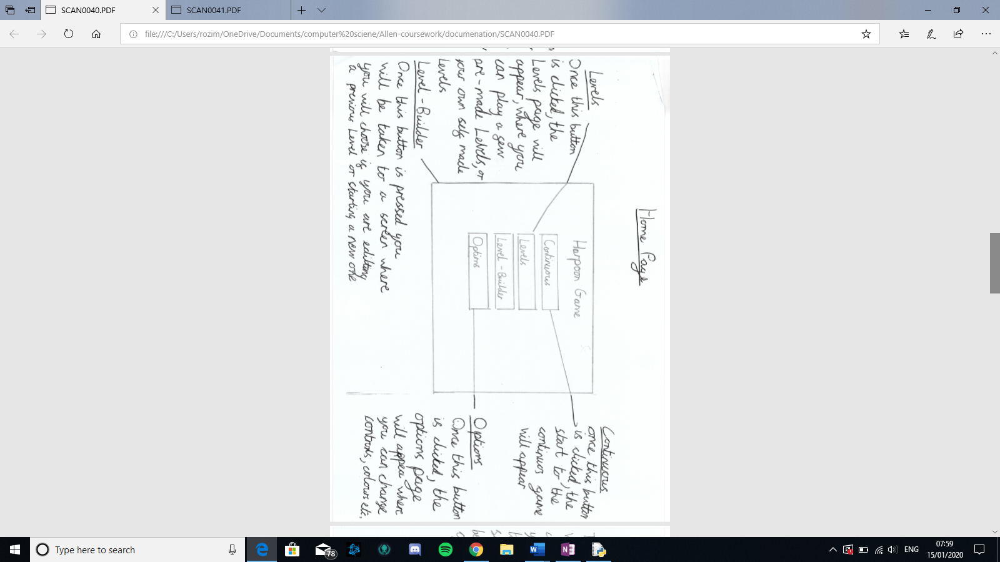 SCAN0040.PDF
SCAN0041.PDF
file:///C:/Users/rozim/OneDrive/Documents/computer%20sciene/Allen-coursework/documenation/SCAN0040.PDF
Home Page
Levels
Once this button
is clicked, the
Levels page will
appear, where you
can play a few
pre-made Levels, or
your own self made
Levels
Level-Builder
Once this button is pressed you
will be taken to a screen where
you will choose if you are editing
a previous Level or starting a new one
Harpoon Game
Continuous
Levels
Level-Builder
Options
Continuous
once this button
is clicked, the
start to the
continuos game
will appear
Options
Once this button
is clicked, the
options page
will appea where
you can change
controls, colours etc.
Type here to search
78
ENG
07:59
15/01/2020